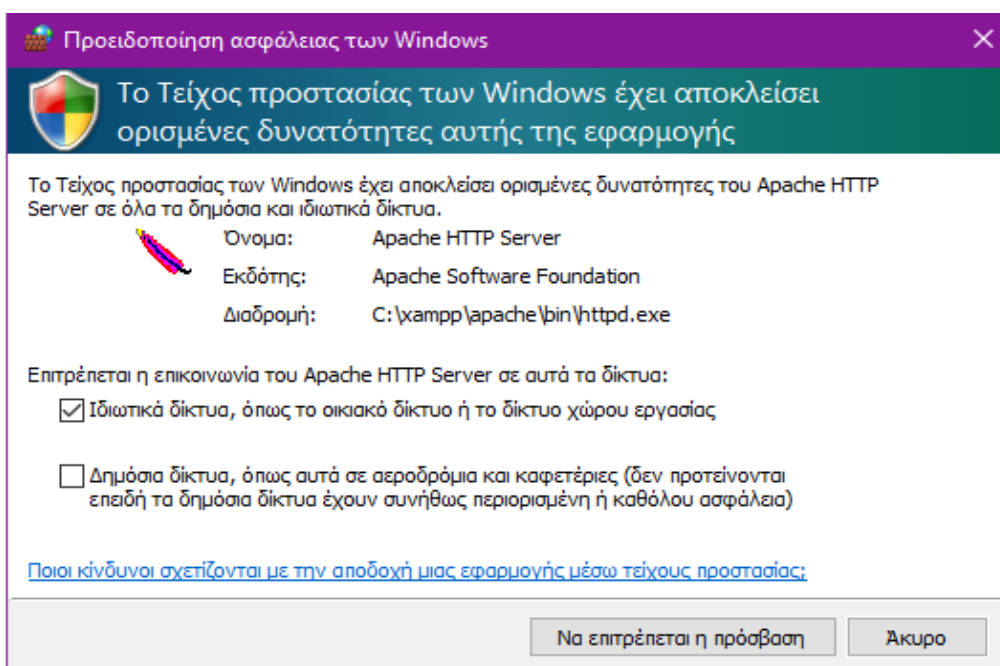 Προειδοποίηση ασφάλειας των Windows
Το Τείχος προστασίας των Windows έχει αποκλείσει
ορισμένες δυνατότητες αυτής της εφαρμογής
Το Τείχος προστασίας των Windows έχει αποκλείσει ορισμένες δυνατότητες του Apache HTTP
Server σε όλα τα δημόσια και ιδιωτικά δίκτυα.
Όνομα: Apache HTTP Server
Εκδότης: Apache Software Foundation
Διαδρομή: C:\xampp\apache\bin\httpd.exe
Επιτρέπεται η επικοινωνία του Apache HTTP Server σε αυτά τα δίκτυα:
Ιδιωτικά δίκτυα, όπως το οικιακό δίκτυο ή το δίκτυο χώρου εργασίας
Δημόσια δίκτυα, όπως αυτά σε αεροδρόμια και καφετέριες (δεν προτείνονται
επειδή τα δημόσια δίκτυα έχουν συνήθως περιορισμένη ή καθόλου ασφάλεια)
Ποιοι κίνδυνοι σχετίζονται με την αποδοχή μιας εφαρμογής μέσω τείχους προστασίας;
Να επιτρέπεται η πρόσβαση Άκυρο